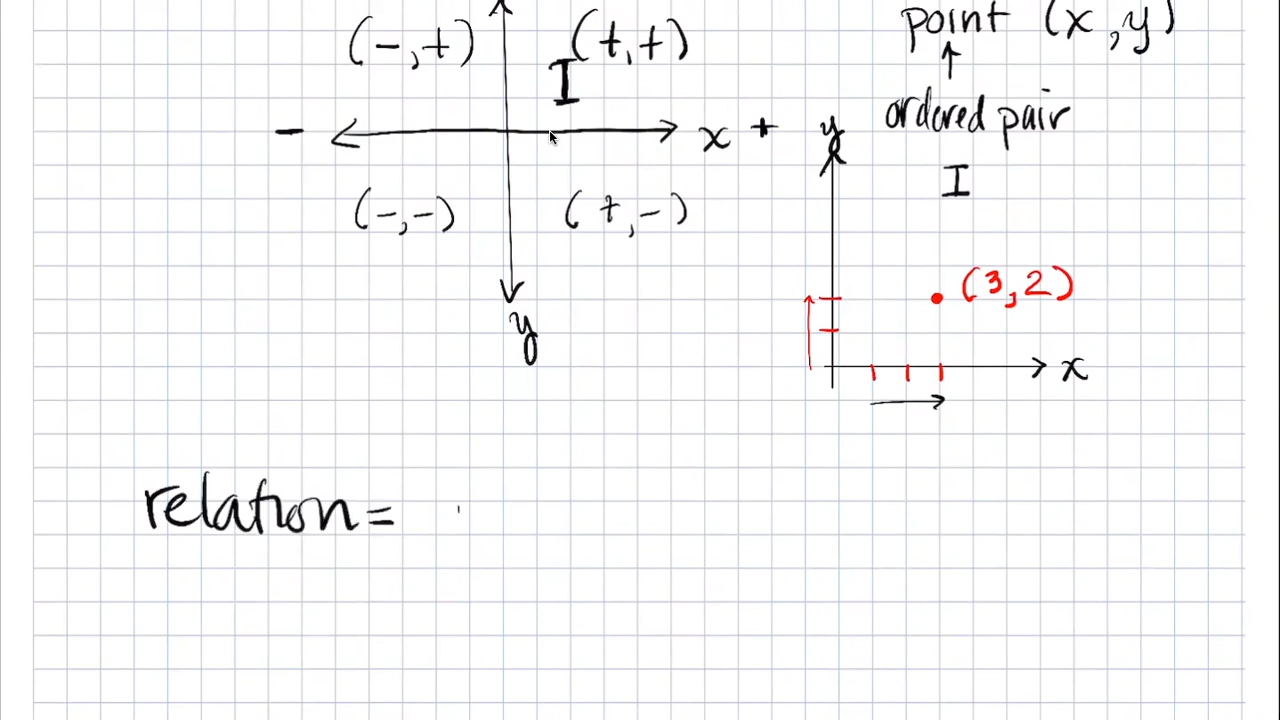 (-,+)
(+,+)
I
-
x +
(-,-)
(+,-)
y
point (x,y)
ordered pair
I
y
(3,2)
x
relation=